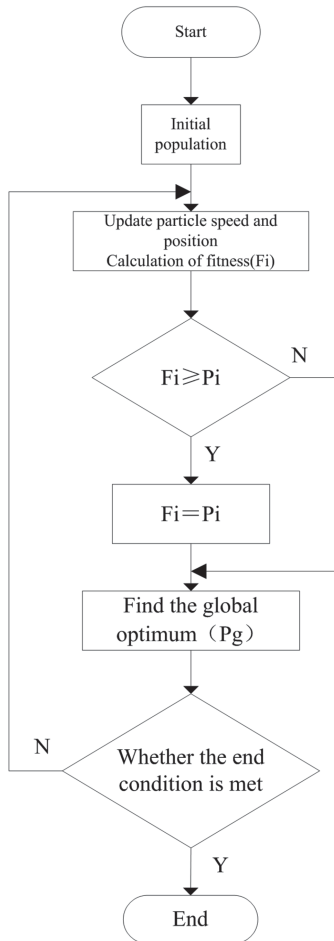 Start
Initial
population
Update particle speed and
position
Calculation of fitness(Fi)
Fi≥Pi
N
Y
Fi=Pi
Find the global
optimum（Pg）
N
Whether the end
condition is met
Y
End